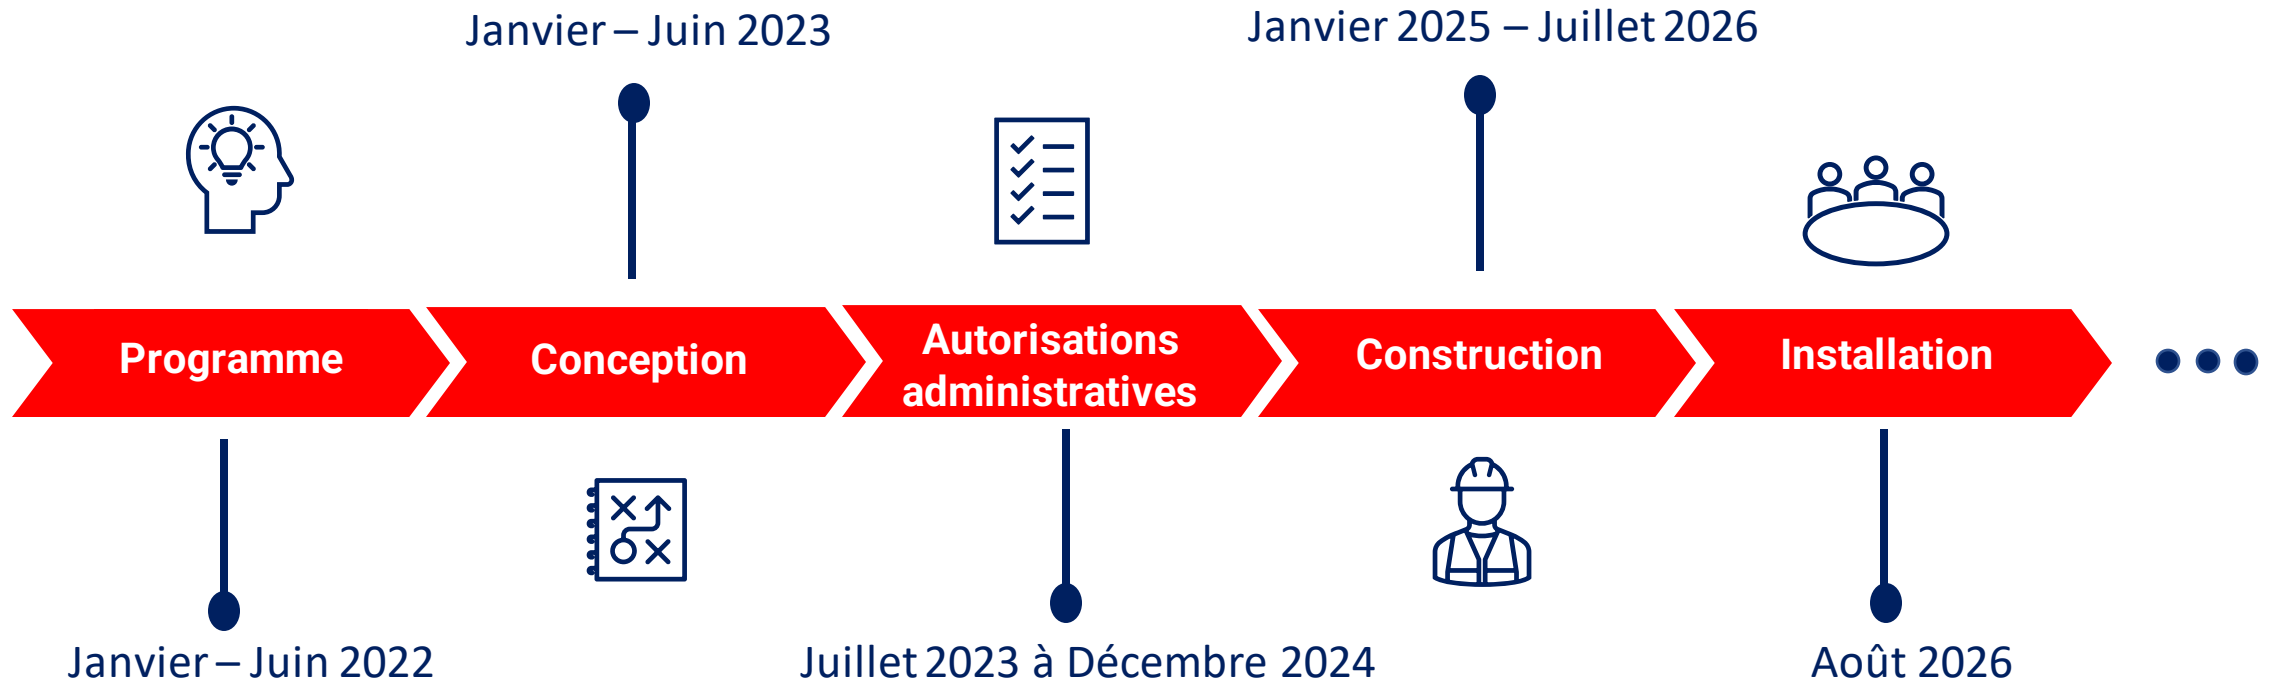 Janvier – Juin 2023
Janvier 2025 – Juillet 2026
Programme
Conception
Autorisations
administratives
Construction
Installation
Janvier – Juin 2022
Juillet 2023 à Décembre 2024
Août 2026